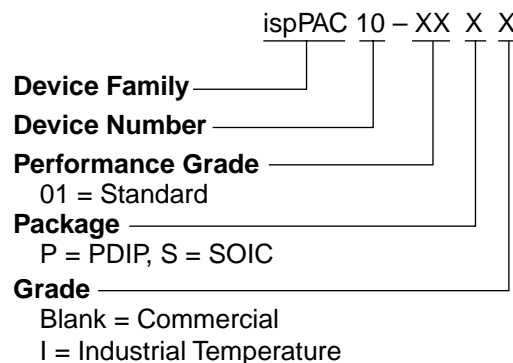 ispPAC 10 – XX X X
Device Family
Device Number
Performance Grade
01 = Standard
Package
P = PDIP, S = SOIC
Grade
Blank = Commercial
I = Industrial Temperature